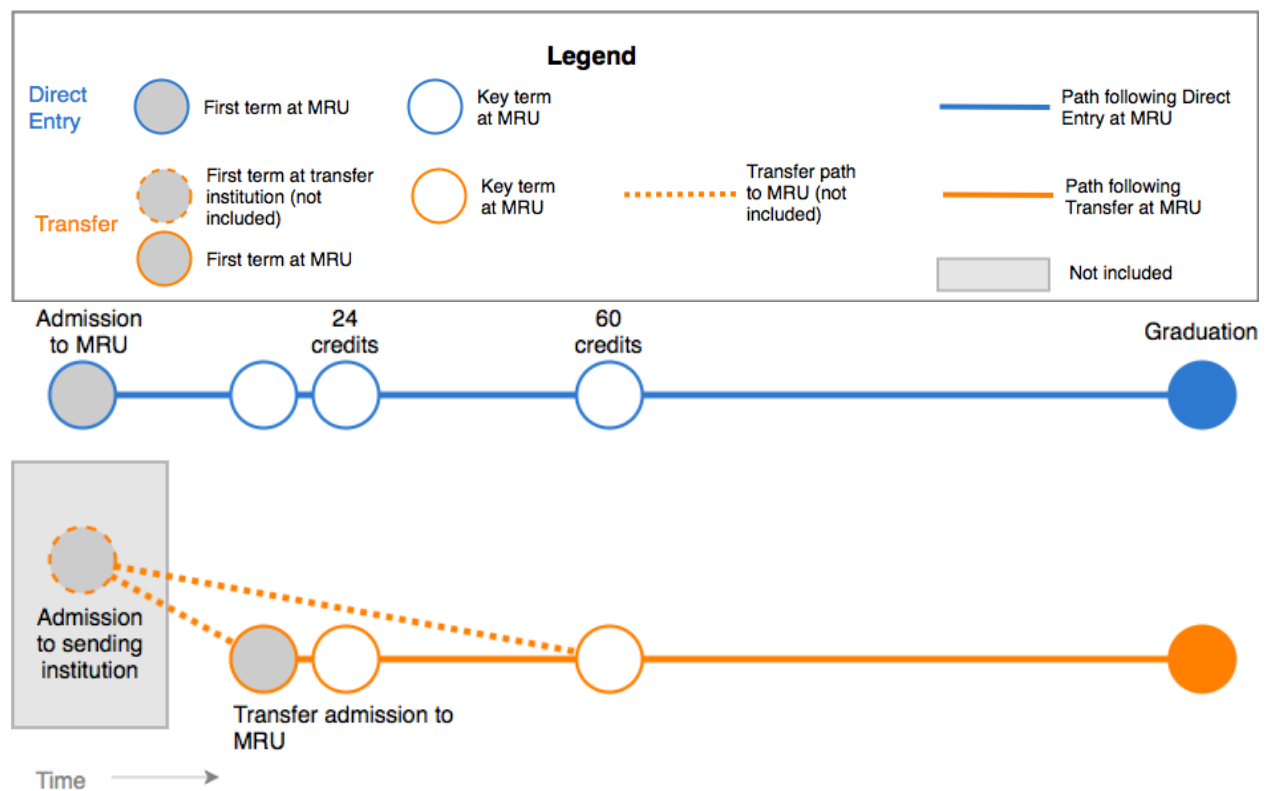 Legend
Direct
Entry
First term at MRU
Key term
at MRU
Path following Direct
Entry at MRU
Transfer
First term at transfer
institution (not
included)
Key term
at MRU
Transfer path
to MRU (not
included)
Path following
Transfer at MRU
First term at MRU
Not included
Admission
to MRU
24
credits
60
credits
Graduation
Admission
to sending
institution
Transfer admission to
MRU
Time